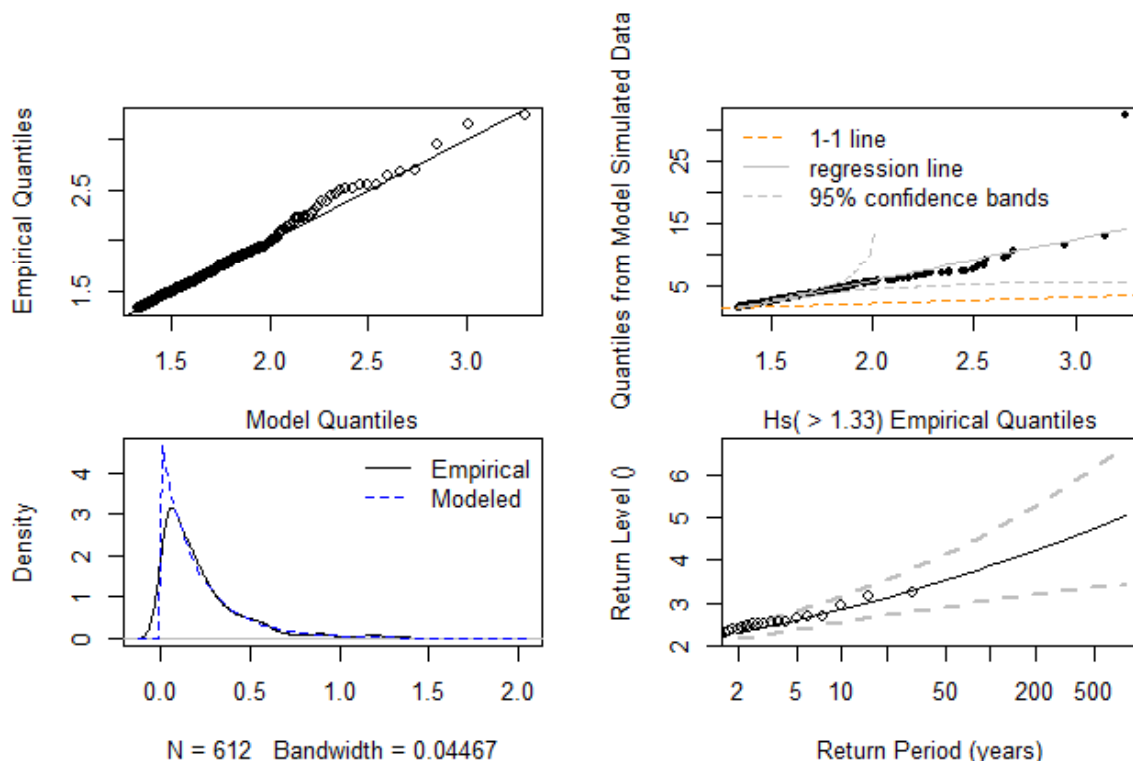 Empirical Quantiles
2.5
1.5
1.5
2.0
2.5
3.0
Model Quantiles
Quantiles from Model Simulated Data
25
15
5
1-1 line
regression line
95% confidence bands
1.5
2.0
2.5
3.0
Hs( > 1.33) Empirical Quantiles
Density
4
3
2
1
0
Empirical
Modeled
0.0
0.5
1.0
1.5
2.0
N = 612 Bandwidth = 0.04467
Return Level ()
6
5
4
3
2
2
5
10
50
200
500
Return Period (years)